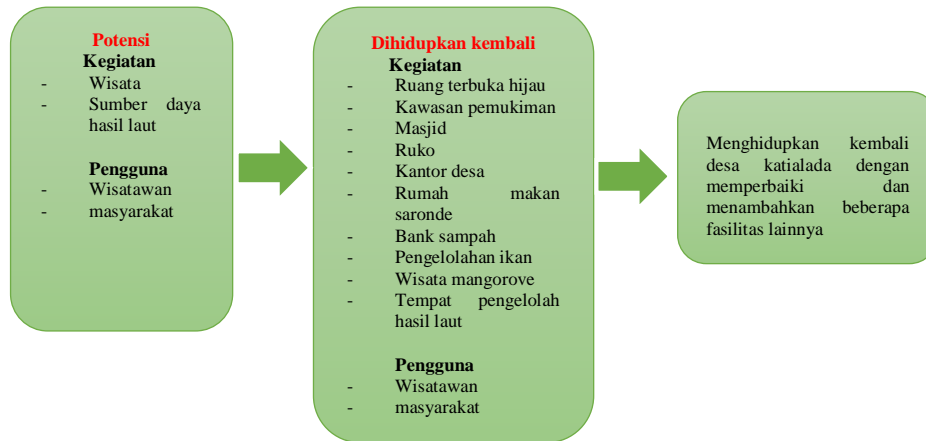 Potensi
Kegiatan
- Wisata
- Sumber daya
hasil laut
Pengguna
- Wisatawan
- masyarakat
Dihidupkan kembali
Kegiatan
- Ruang terbuka hijau
- Kawasan pemukiman
- Masjid
- Ruko
- Kantor desa
- Rumah makan
saronde
- Bank sampah
- Pengelolahan ikan
- Wisata mangorove
- Tempat pengelolah
hasil laut
Pengguna
- Wisatawan
- masyarakat
Menghidupkan kembali
desa katialada dengan
memperbaiki dan
menambahkan beberapa
fasilitas lainnya